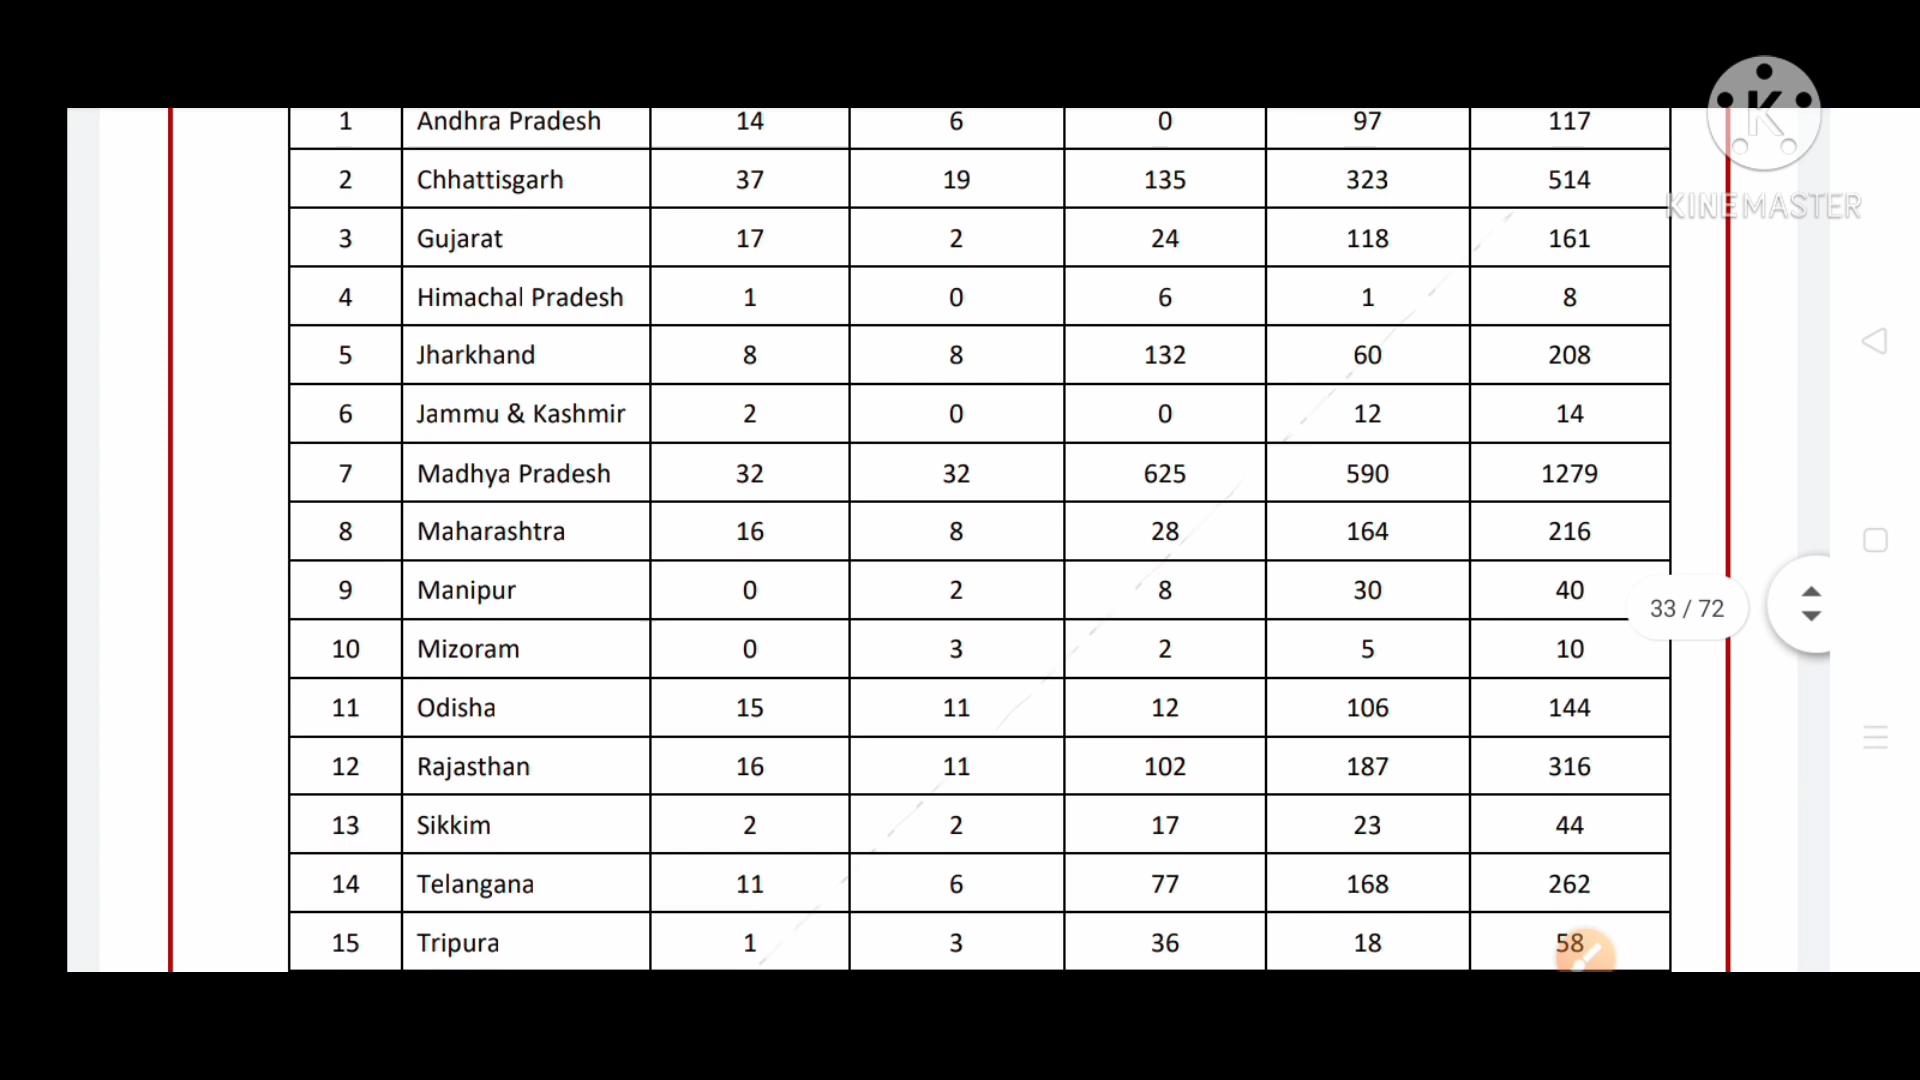 1 Andhra Pradesh 14 6 0 97 117
2 Chhattisgarh 37 19 135 323 514
3 Gujarat 17 2 24 118 161
4 Himachal Pradesh 1 0 6 1 8
5 Jharkhand 8 8 132 60 208
6 Jammu & Kashmir 2 0 0 12 14
7 Madhya Pradesh 32 32 625 590 1279
8 Maharashtra 16 8 28 164 216
9 Manipur 0 2 8 30 40
10 Mizoram 0 3 2 5 10
11 Odisha 15 11 12 106 144
12 Rajasthan 16 11 102 187 316
13 Sikkim 2 2 17 23 44
14 Telangana 11 6 77 168 262
15 Tripura 1 3 36 18 58
K
KINEMASTER
33 / 72